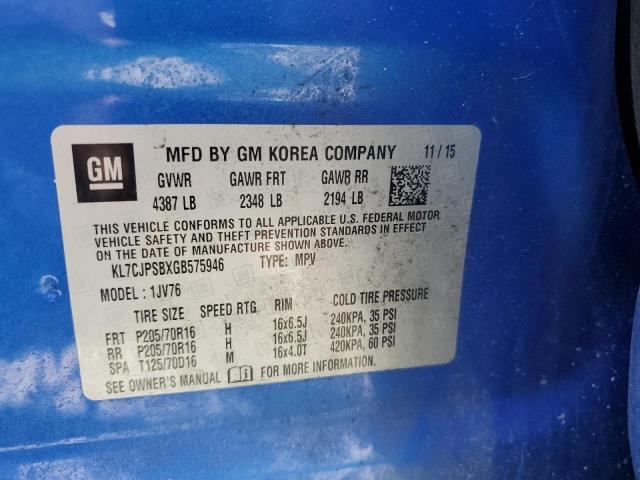 GM MFD BY GM KOREA COMPANY 11 / 15
GVWR GAWR FRT GAWR RR
4387 LB 2348 LB 2194 LB
THIS VEHICLE CONFORMS TO ALL APPLICABLE U.S. FEDERAL MOTOR
VEHICLE SAFETY AND THEFT PREVENTION STANDARDS IN EFFECT
ON THE DATE OF MANUFACTURE SHOWN ABOVE.
KL7CJPSBXGB575946 TYPE: MPV
MODEL : 1JV76
TIRE SIZE SPEED RTG RIM COLD TIRE PRESSURE
FRT P205/70R16 H 16x6.5J 240KPA, 35 PSI
RR P205/70R16 H 16x6.5J 240KPA, 35 PSI
SPA T125/70D16 M 16x4.0T 420KPA, 60 PSI
SEE OWNER'S MANUAL FOR MORE INFORMATION.